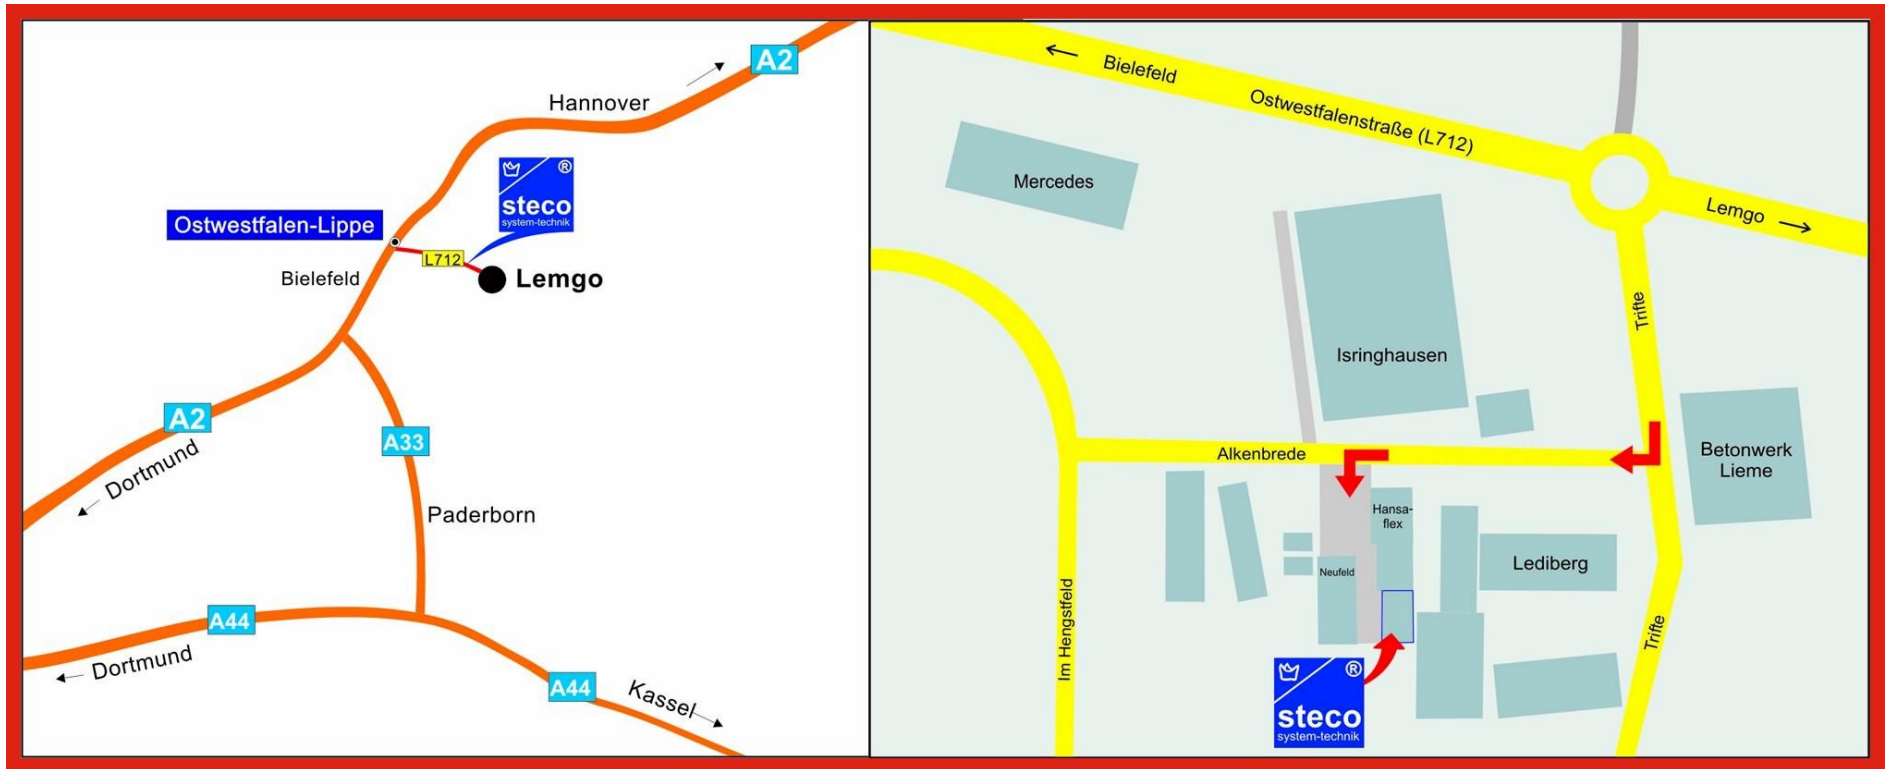 A2
Hannover
®
steco
system-technik
Ostwestfalen-Lippe
L712
Bielefeld
Lemgo
A2
Dortmund
A33
Paderborn
A44
Dortmund
A44
Kassel
Bielefeld
Ostwestfalenstraße (L712)
Mercedes
Lemgo
Trifte
Isringhausen
Alkenbrede
Betonwerk
Lieme
Hansa-
flex
Neufeld
Lediberg
Im Hengstfeld
Trifte
®
steco
system-technik